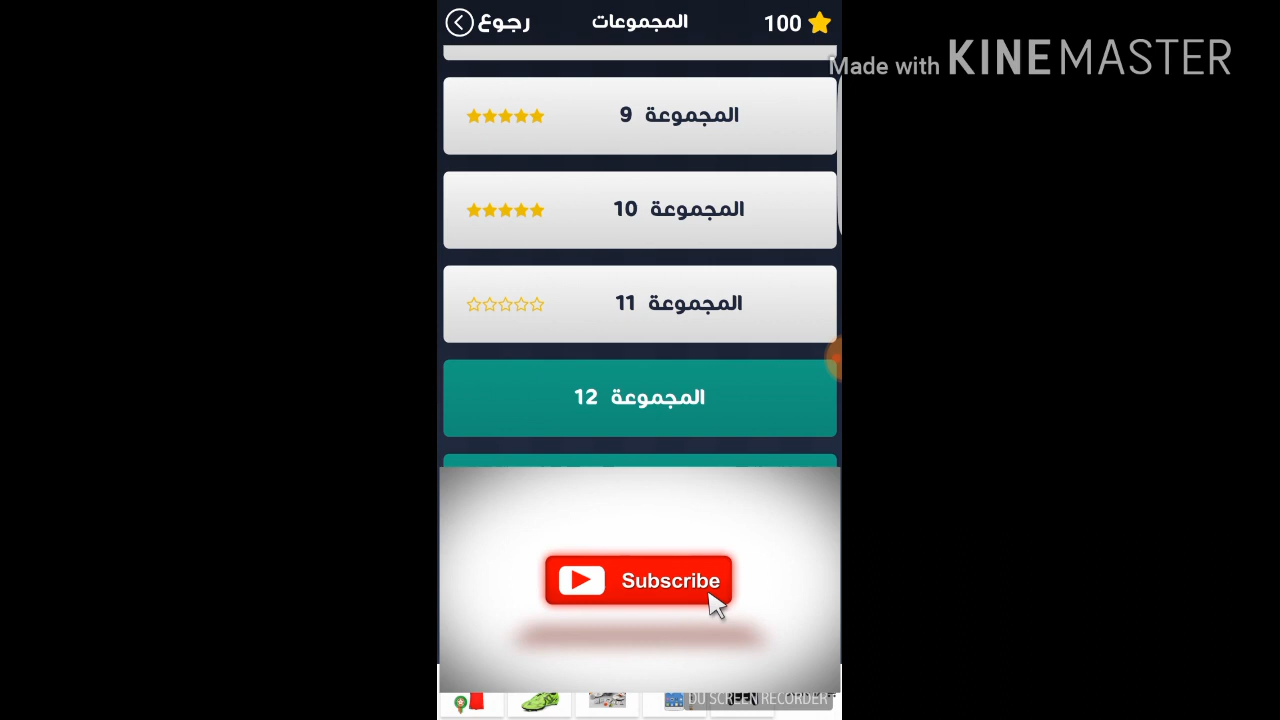 رجوع
المجموعات
100
Made with KINEMASTER
المجموعة 9
المجموعة 10
المجموعة 11
المجموعة 12
Subscribe
DU SCREEN RECORDER